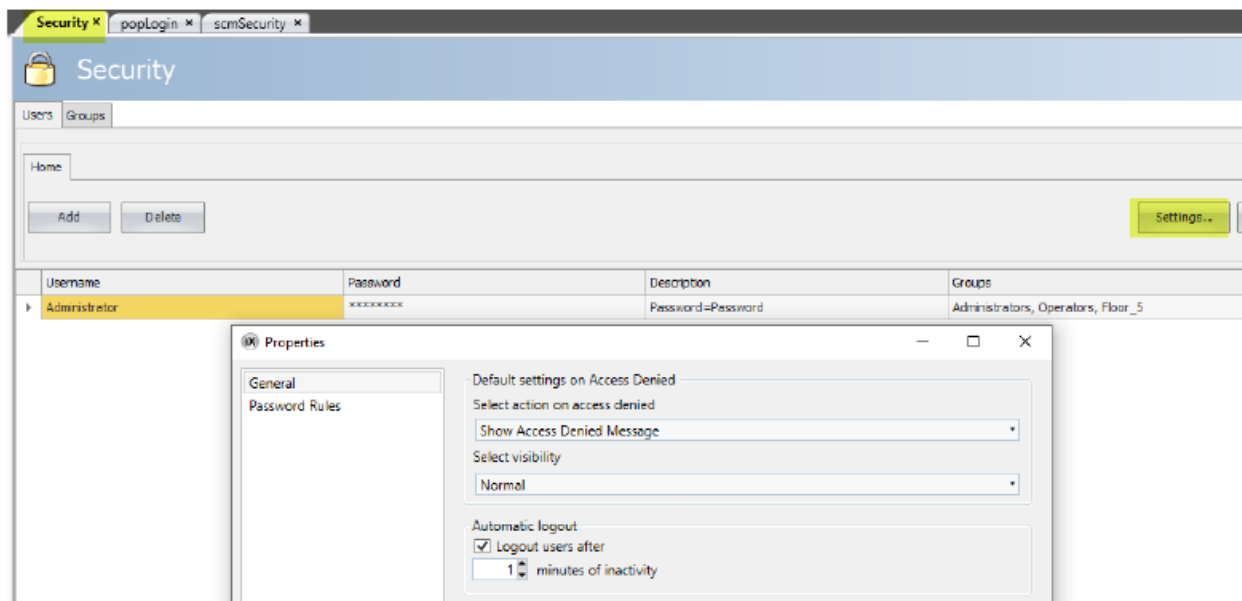 Security × popLogin × scmSecurity ×
Security
Users Groups
Home
Add Delete Settings...
Username Password Description Groups
Administrator ******** Password=Password Administrators, Operators, Floor_5
iX Properties
General
Password Rules
Default settings on Access Denied
Select action on access denied
Show Access Denied Message
Select visibility
Normal
Automatic logout
Logout users after
1 minutes of inactivity